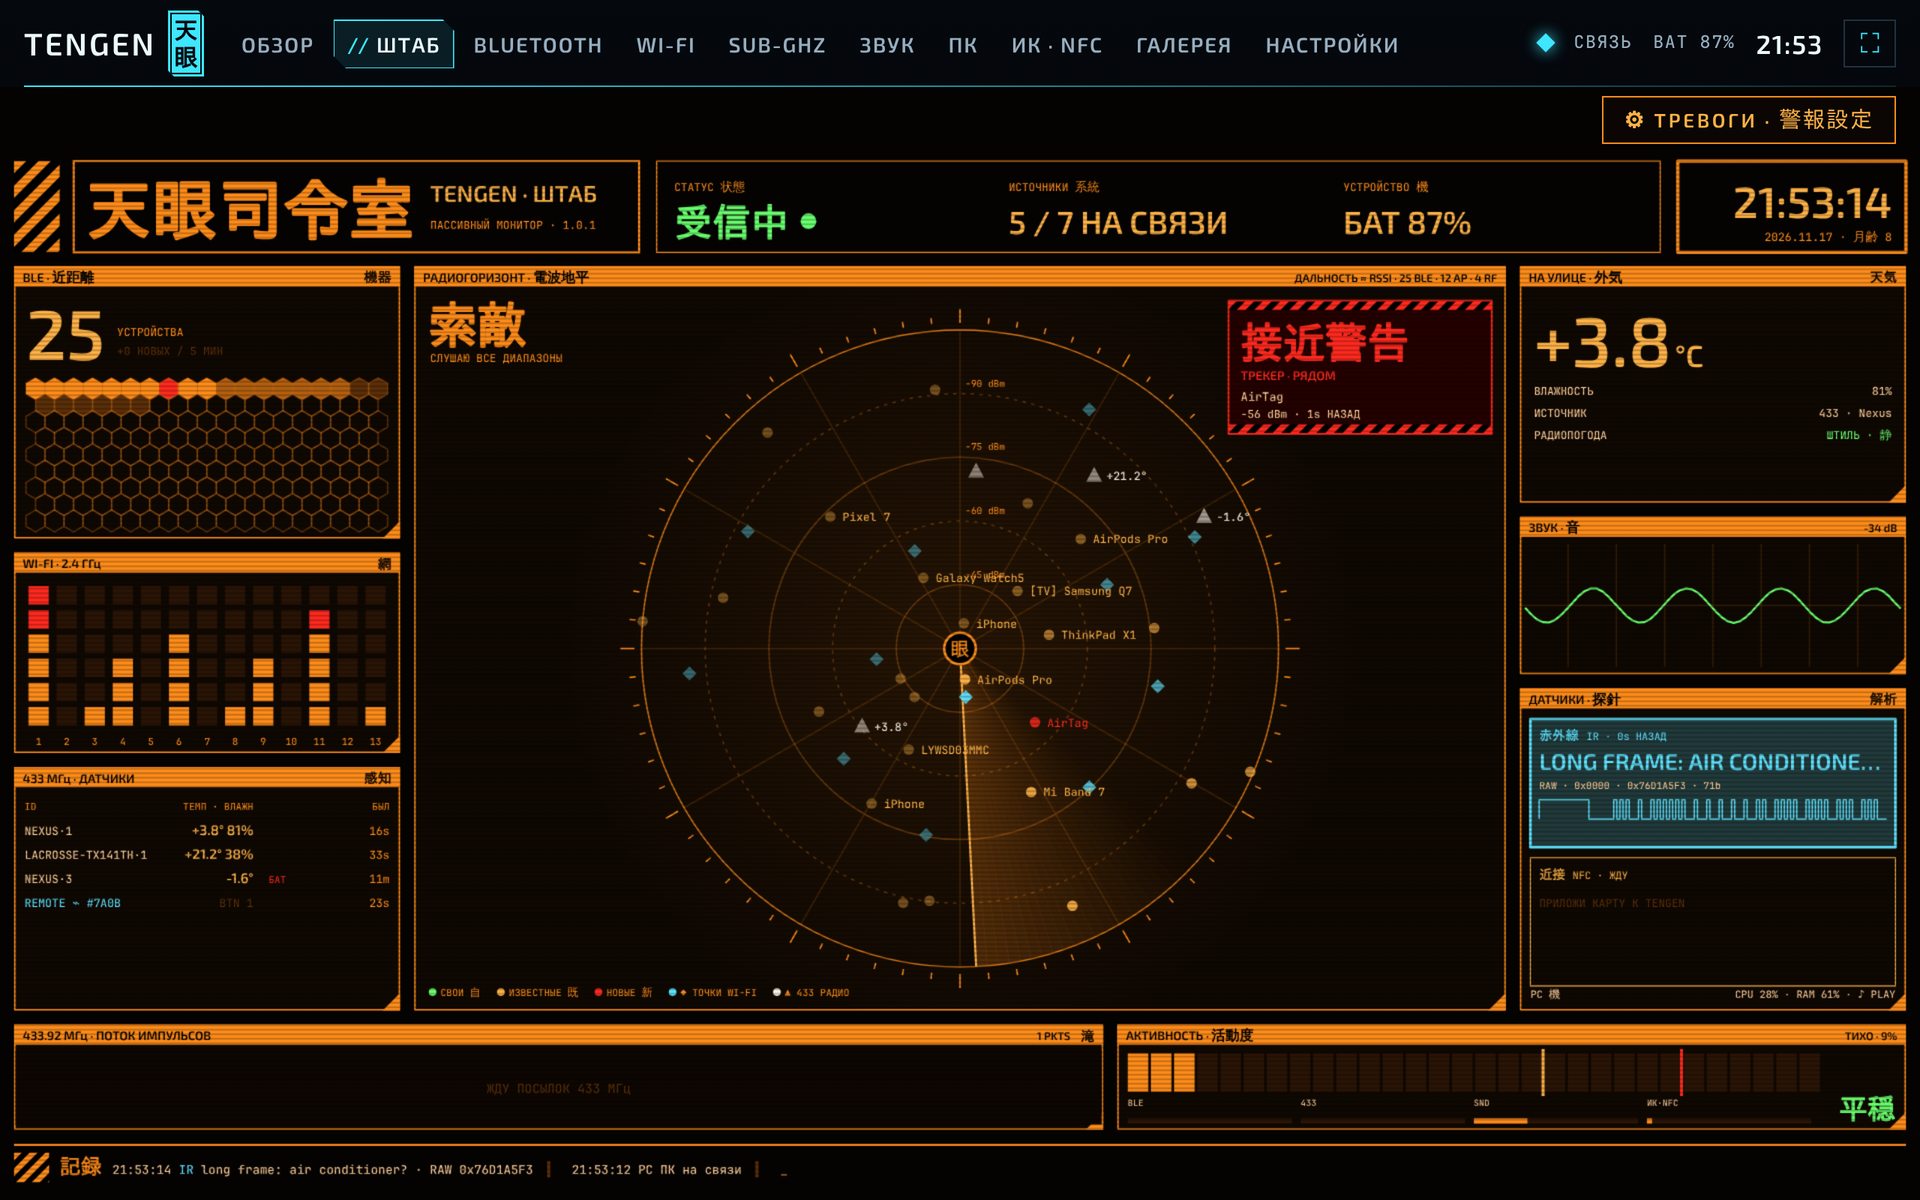 TENGEN 天眼 ОБЗОР // ШТАБ BLUETOOTH WI-FI SUB-GHZ ЗВУК ПК ИК · NFC ГАЛЕРЕЯ НАСТРОЙКИ СВЯЗЬ BAT 87% 21:53
⚙ ТРЕВОГИ · 警報設定
天眼司令室
TENGEN · ШТАБ
ПАССИВНЫЙ МОНИТОР · 1.0.1
СТАТУС 状態
受信中
ИСТОЧНИКИ 系統
5 / 7 НА СВЯЗИ
УСТРОЙСТВО 機
БАТ 87%
21:53:14
2026.11.17 · 月齢 8
BLE · 近距離 機器
25
УСТРОЙСТВА
+0 НОВЫХ / 5 МИН
WI-FI · 2.4 ГГц 網
1 2 3 4 5 6 7 8 9 10 11 12 13
433 МГц · ДАТЧИКИ 感知
ID ТЕМП · ВЛАЖН БЫЛ
NEXUS·1 +3.8° 81% 16s
LACROSSE-TX141TH·1 +21.2° 38% 33s
NEXUS·3 -1.6° БАТ 11m
REMOTE ⌁ #7A0B BTN 1 23s
РАДИОГОРИЗОНТ · 電波地平 ДАЛЬНОСТЬ = RSSI · 25 BLE · 12 AP · 4 RF
索敵
СЛУШАЮ ВСЕ ДИАПАЗОНЫ
接近警告
ТРЕКЕР · РЯДОМ
AirTag
-56 dBm · 1s НАЗАД
-90 dBm
-75 dBm
+21.2°
-60 dBm
Pixel 7
-1.6°
AirPods Pro
Galaxy Watch5
[TV] Samsung Q7
iPhone
ThinkPad X1
眼
AirPods Pro
AirTag
+3.8°
LYWSD03MMC
Mi Band 7
iPhone
СВОИ 自 ИЗВЕСТНЫЕ 既 НОВЫЕ 新 ◆ ТОЧКИ WI-FI ▲ 433 РАДИО
НА УЛИЦЕ · 外気 天気
+3.8 °C
ВЛАЖНОСТЬ 81%
ИСТОЧНИК 433 · Nexus
РАДИОПОГОДА ШТИЛЬ · 静
ЗВУК · 音 -34 dB
ДАТЧИКИ · 探針 解析
赤外線 IR · 0s НАЗАД
LONG FRAME: AIR CONDITIONE...
RAW · 0x0000 · 0x76D1A5F3 · 71b
近接 NFC · ЖДУ
ПРИЛОЖИ КАРТУ К TENGEN
PC 機 CPU 28% · RAM 61% · ♪ PLAY
433.92 МГц · ПОТОК ИМПУЛЬСОВ 1 PKTS 滝
ЖДУ ПОСЫЛОК 433 МГц
АКТИВНОСТЬ · 活動度 ТИХО · 9%
BLE 433 SND ИК·NFC
平穏
記録 21:53:14 IR long frame: air conditioner? · RAW 0x76D1A5F3 21:53:12 PC ПК на связи _